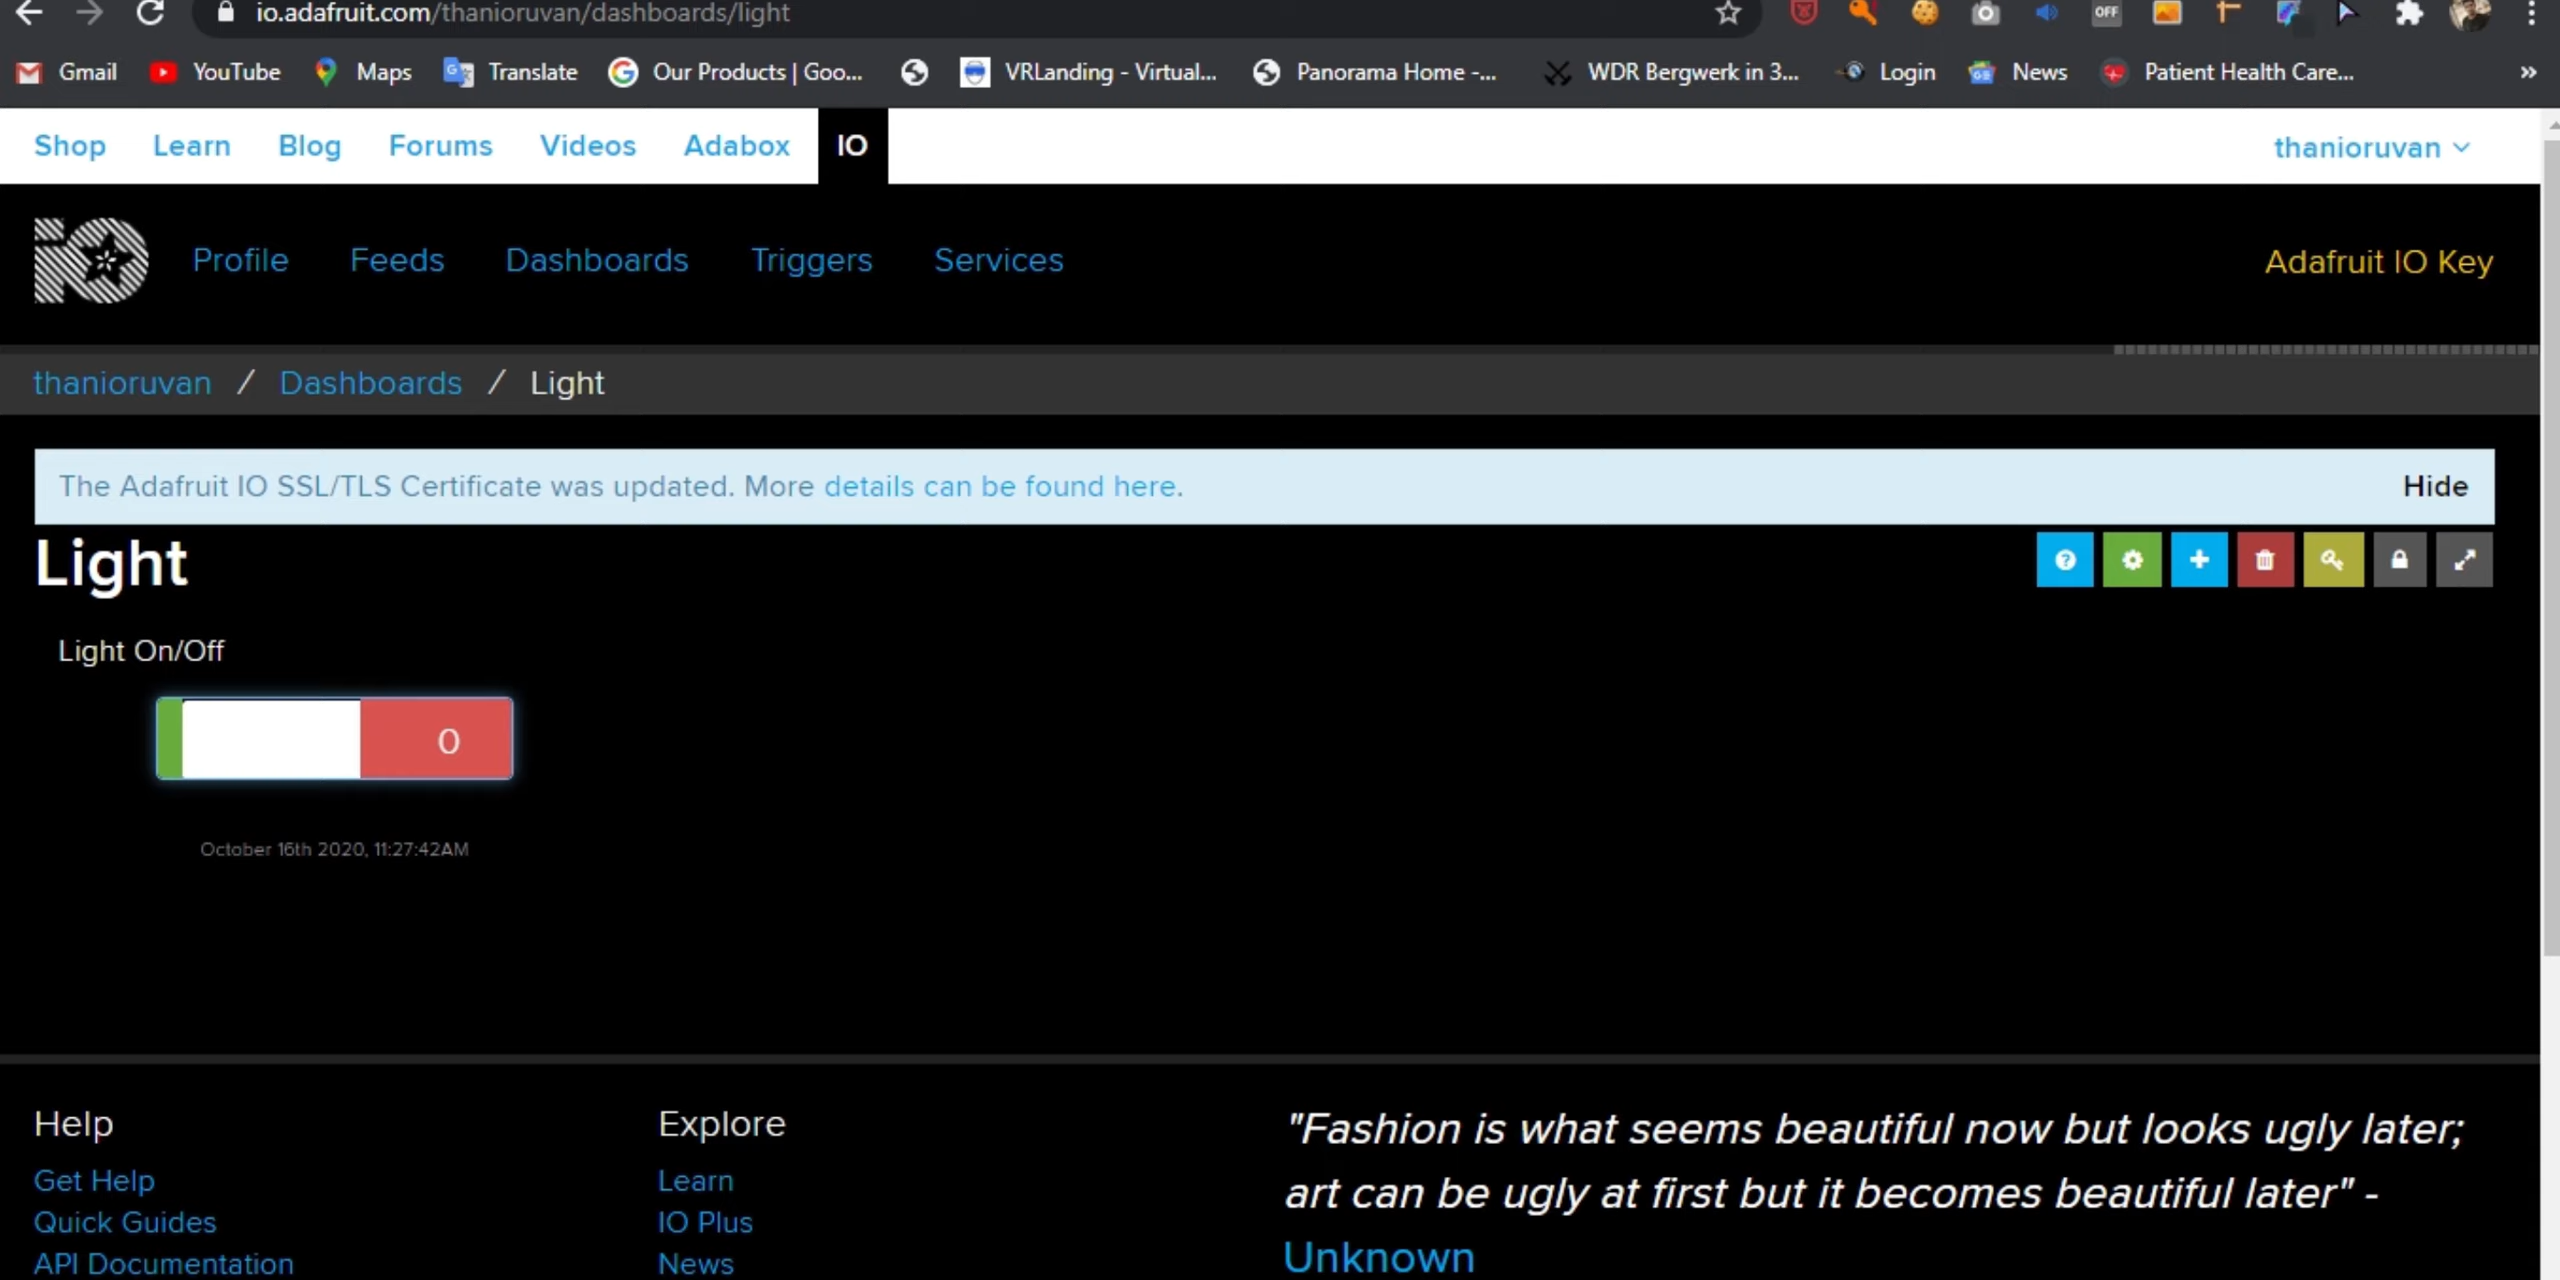 io.adafruit.com/thanioruvan/dashboards/light
OFF
Gmail YouTube Maps Translate Our Products | Goo... VRLanding - Virtual... Panorama Home -... WDR Bergwerk in 3... Login News Patient Health Care... »
Shop Learn Blog Forums Videos Adabox IO thanioruvan
Profile Feeds Dashboards Triggers Services Adafruit IO Key
thanioruvan / Dashboards / Light
The Adafruit IO SSL/TLS Certificate was updated. More details can be found here. Hide
Light
Light On/Off
0
October 16th 2020, 11:27:42AM
Help
Get Help
Quick Guides
API Documentation
Explore
Learn
IO Plus
News
"Fashion is what seems beautiful now but looks ugly later;
art can be ugly at first but it becomes beautiful later" -
Unknown